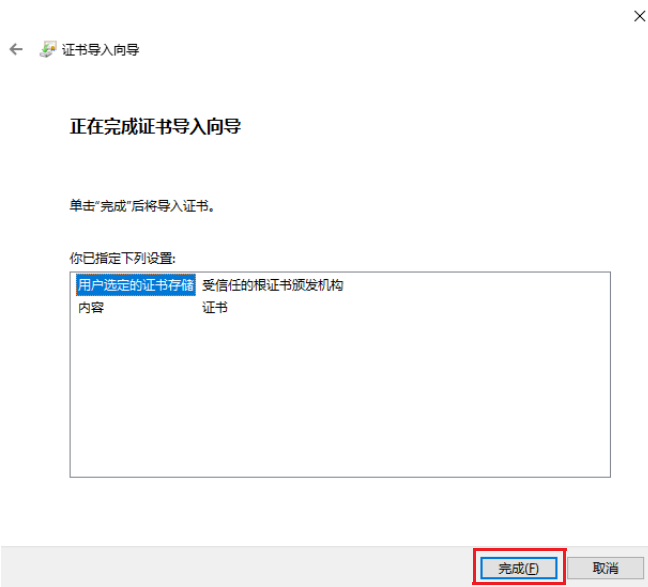 证书导入向导
正在完成证书导入向导
单击"完成"后将导入证书。
你已指定下列设置:
用户选定的证书存储 受信任的根证书颁发机构
内容 证书
完成(F) 取消